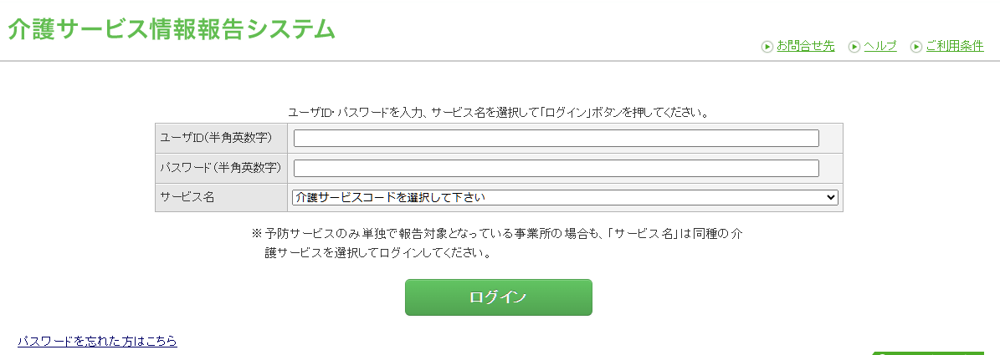 介護サービス情報報告システム
お問合せ先 ヘルプ ご利用条件
ユーザID・パスワードを入力、サービス名を選択して「ログイン」ボタンを押してください。
ユーザID(半角英数字)
パスワード(半角英数字)
サービス名 介護サービスコードを選択して下さい
※予防サービスのみ単独で報告対象となっている事業所の場合も、「サービス名」は同種の介
護サービスを選択してログインしてください。
ログイン
パスワードを忘れた方はこちら